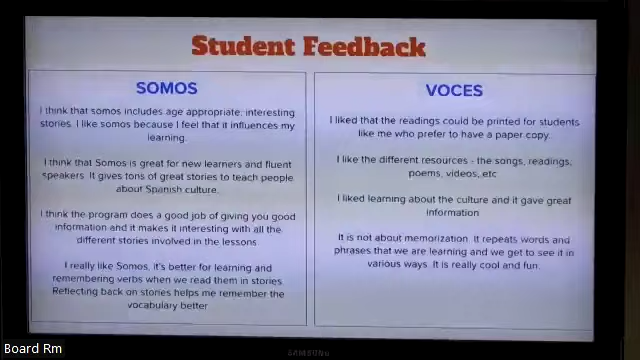 Student Feedback
SOMOS
I think that somos includes age appropriate, interesting
stories. I like somos because I feel that it influences my
learning.
I think that Somos is great for new learners and fluent
speakers. It gives tons of great stories to teach people
about Spanish culture.
I think the program does a good job of giving you good
information and it makes it interesting with all the
different stories involved in the lessons
I really like Somos, it's better for learning and
remembering verbs when we read them in stories.
Reflecting back on stories helps me remember the
vocabulary better
VOCES
I liked that the readings could be printed for students
like me who prefer to have a paper copy.
I like the different resources - the songs, readings,
poems, videos, etc
I liked learning about the culture and it gave great
information
It is not about memorization. It repeats words and
phrases that we are learning and we get to see it in
various ways. It is really cool and fun.
SAMSUNG
Board Rm